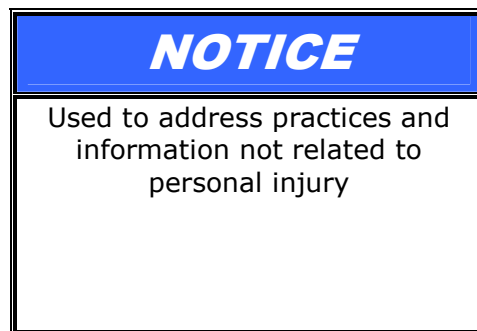 NOTICE
Used to address practices and
information not related to
personal injury